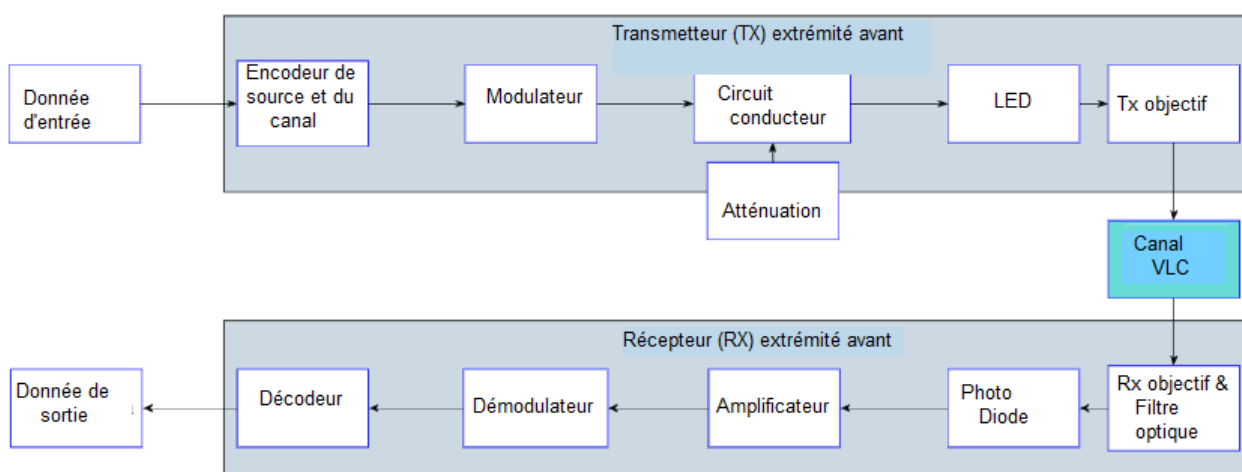 Transmetteur (TX) extrémité avant
Donnée
d'entrée
Encodeur de
source et du
canal
Modulateur
Circuit
conducteur
LED
Tx objectif
Atténuation
Canal
VLC
Récepteur (RX) extrémité avant
Donnée de
sortie
Décodeur
Démodulateur
Amplificateur
Photo
Diode
Rx objectif &
Filtre
optique